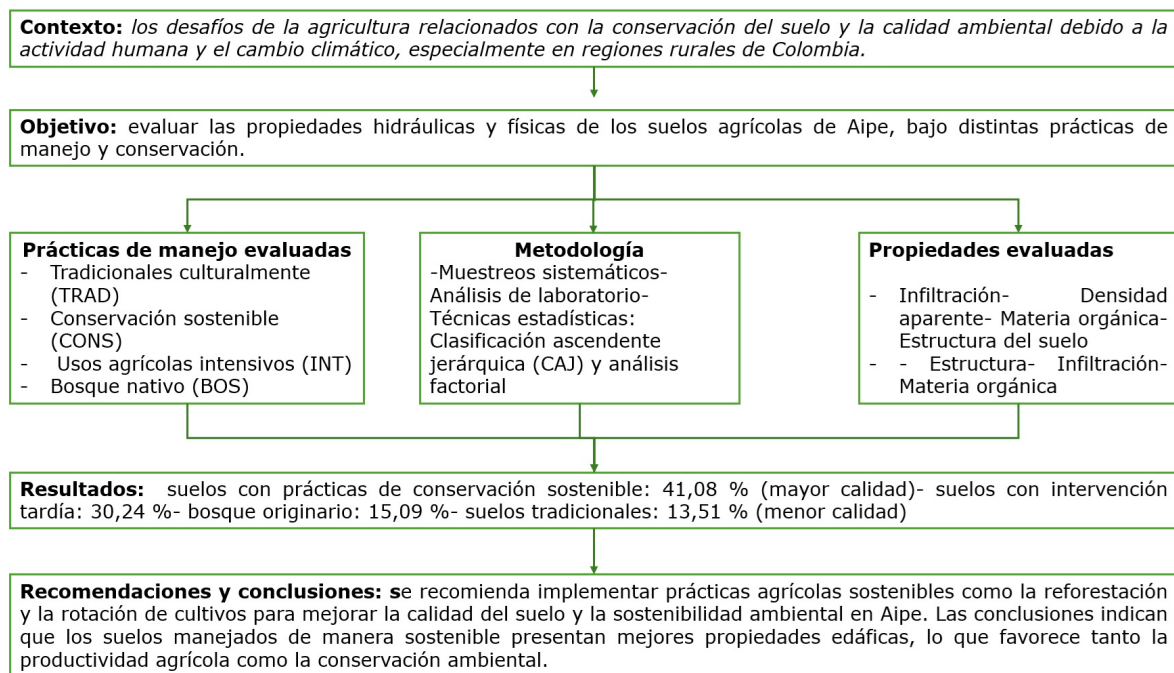 Contexto: los desafíos de la agricultura relacionados con la conservación del suelo y la calidad ambiental debido a la
actividad humana y el cambio climático, especialmente en regiones rurales de Colombia.
Objetivo: evaluar las propiedades hidráulicas y físicas de los suelos agrícolas de Aipe, bajo distintas prácticas de
manejo y conservación.
Prácticas de manejo evaluadas
- Tradicionales culturalmente
(TRAD)
- Conservación sostenible
(CONS)
- Usos agrícolas intensivos (INT)
- Bosque nativo (BOS)
Metodología
-Muestreos sistemáticos-
Análisis de laboratorio-
Técnicas estadísticas:
Clasificación ascendente
jerárquica (CAJ) y análisis
factorial
Propiedades evaluadas
- Infiltración- Densidad
aparente- Materia orgánica-
Estructura del suelo
- - Estructura- Infiltración-
Materia orgánica
Resultados: suelos con prácticas de conservación sostenible: 41,08 % (mayor calidad)- suelos con intervención
tardía: 30,24 %- bosque originario: 15,09 %- suelos tradicionales: 13,51 % (menor calidad)
Recomendaciones y conclusiones: se recomienda implementar prácticas agrícolas sostenibles como la reforestación
y la rotación de cultivos para mejorar la calidad del suelo y la sostenibilidad ambiental en Aipe. Las conclusiones indican
que los suelos manejados de manera sostenible presentan mejores propiedades edáficas, lo que favorece tanto la
productividad agrícola como la conservación ambiental.